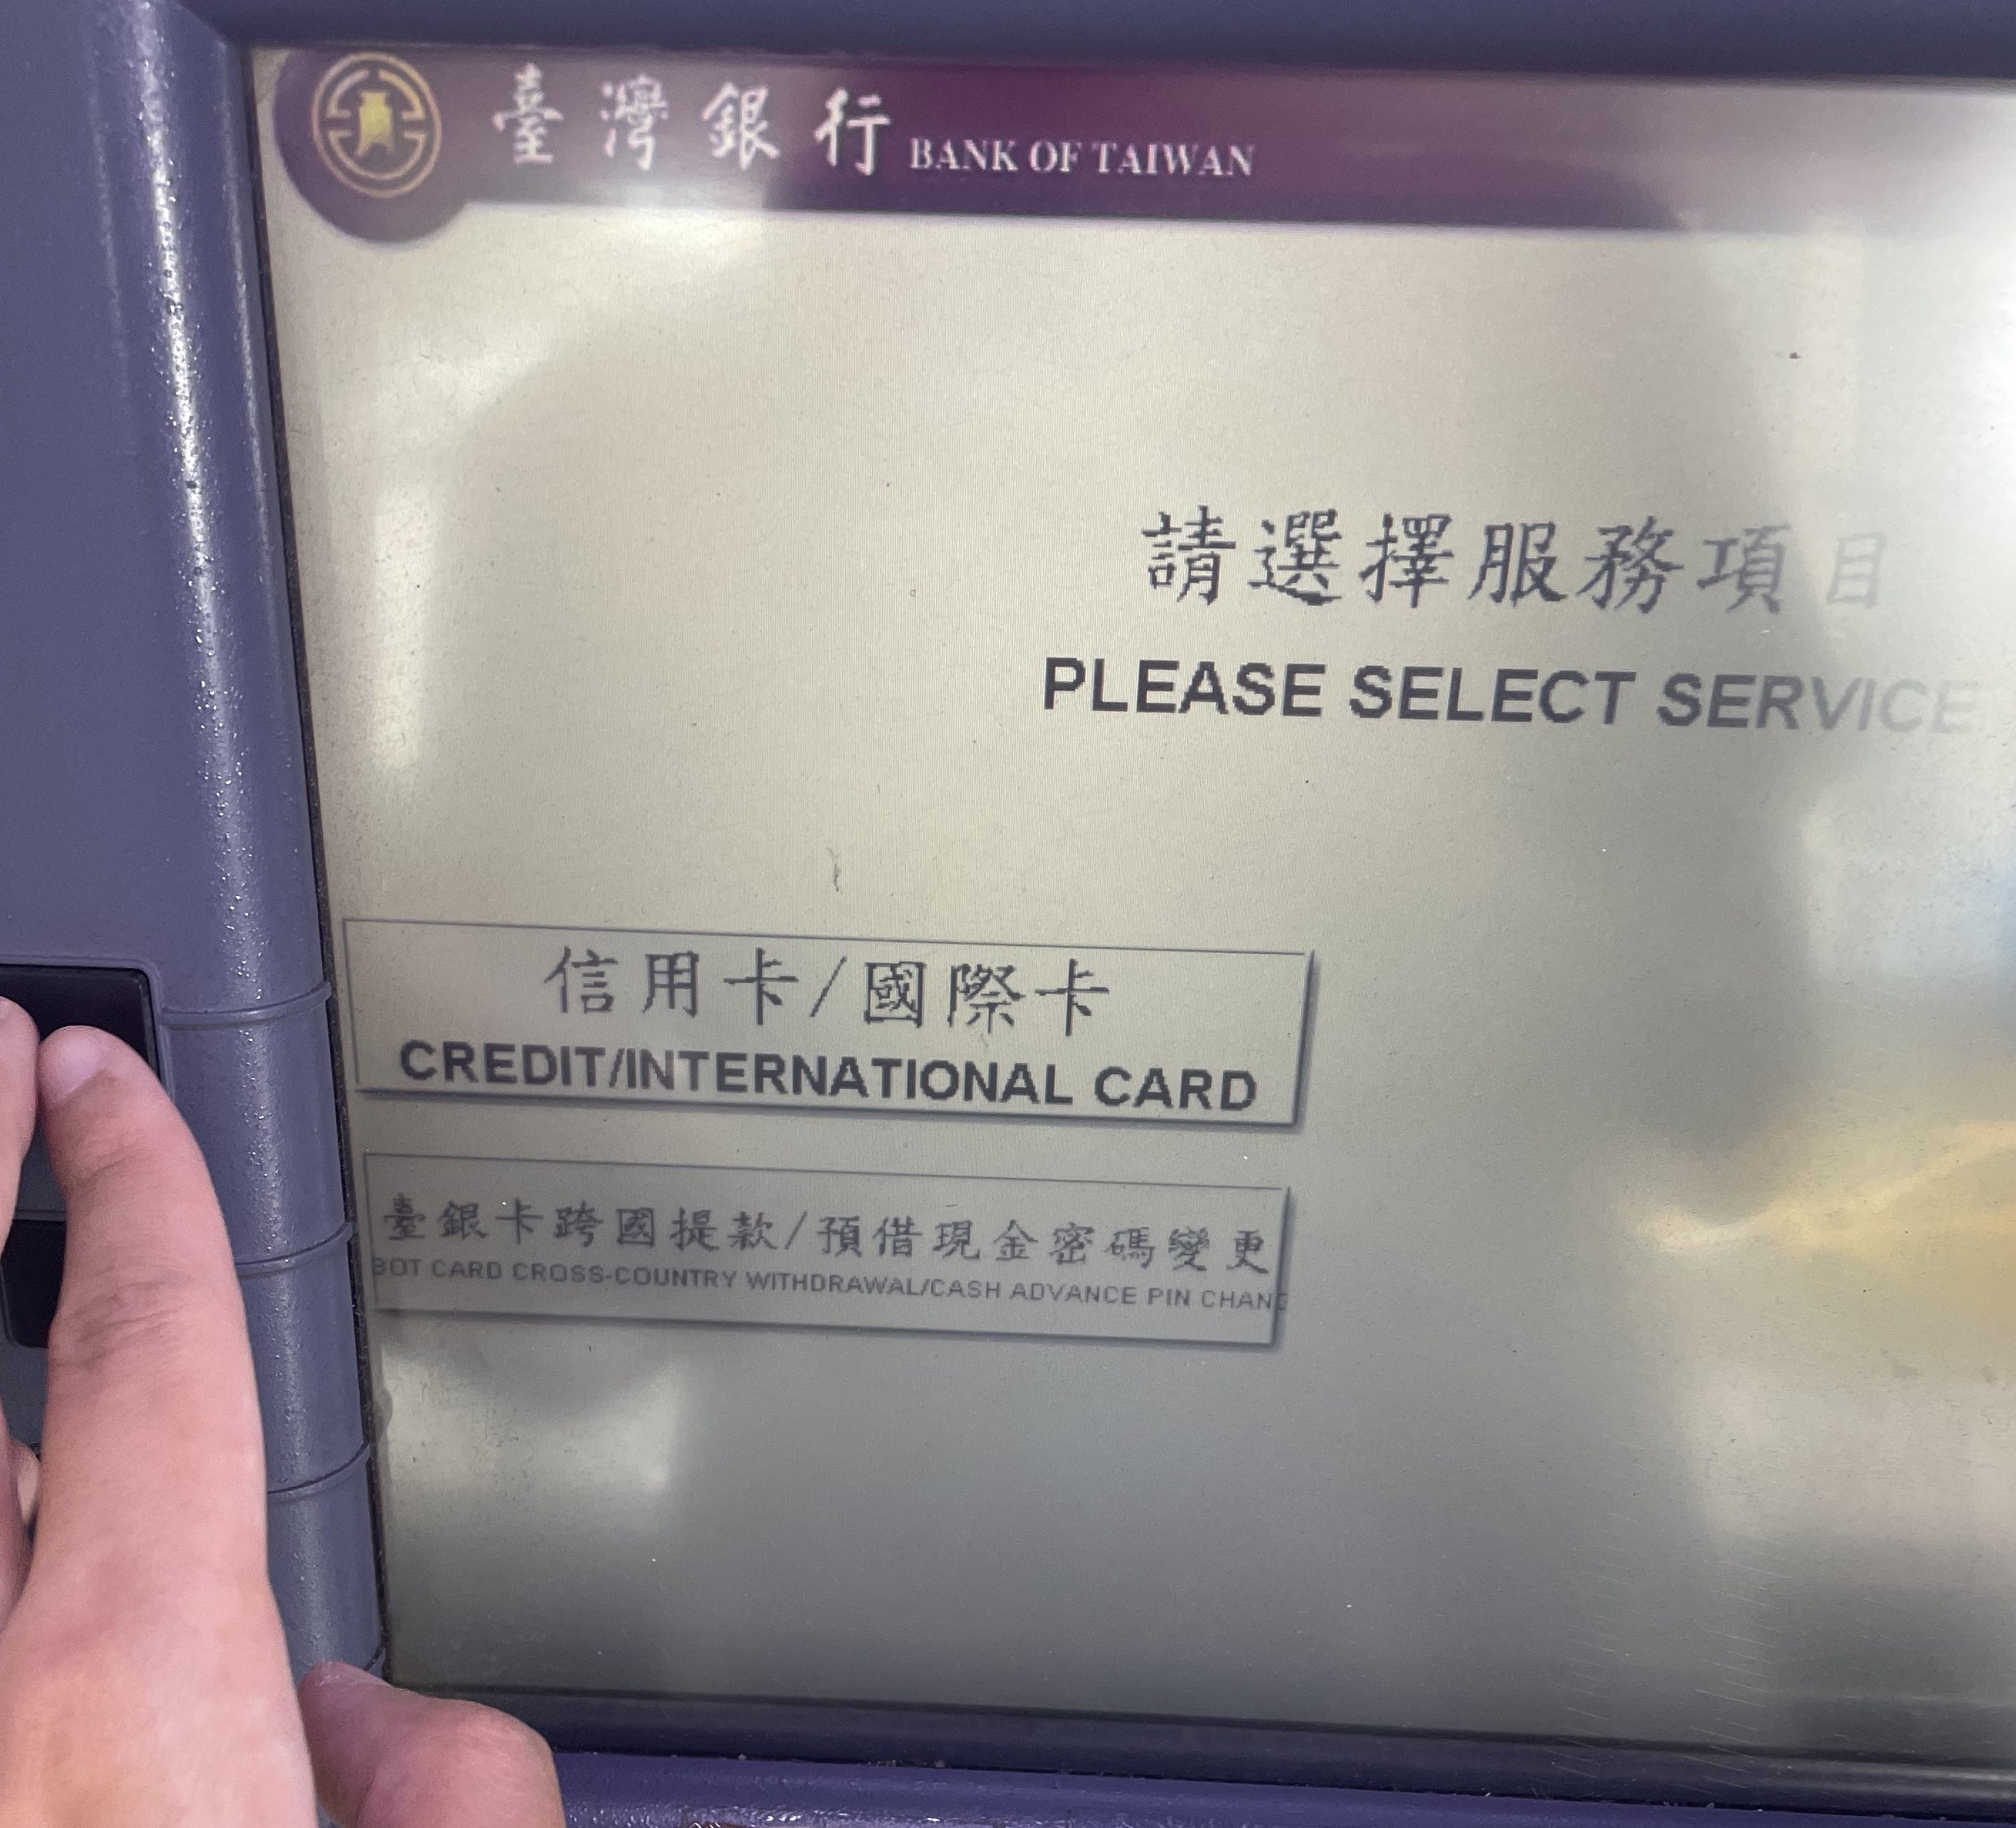 臺灣銀行 BANK OF TAIWAN
請選擇服務項目
PLEASE SELECT SERVICE
信用卡/國際卡
CREDIT/INTERNATIONAL CARD
臺銀卡跨國提款/預借現金密碼變更
BOT CARD CROSS-COUNTRY WITHDRAWAL/CASH ADVANCE PIN CHANG